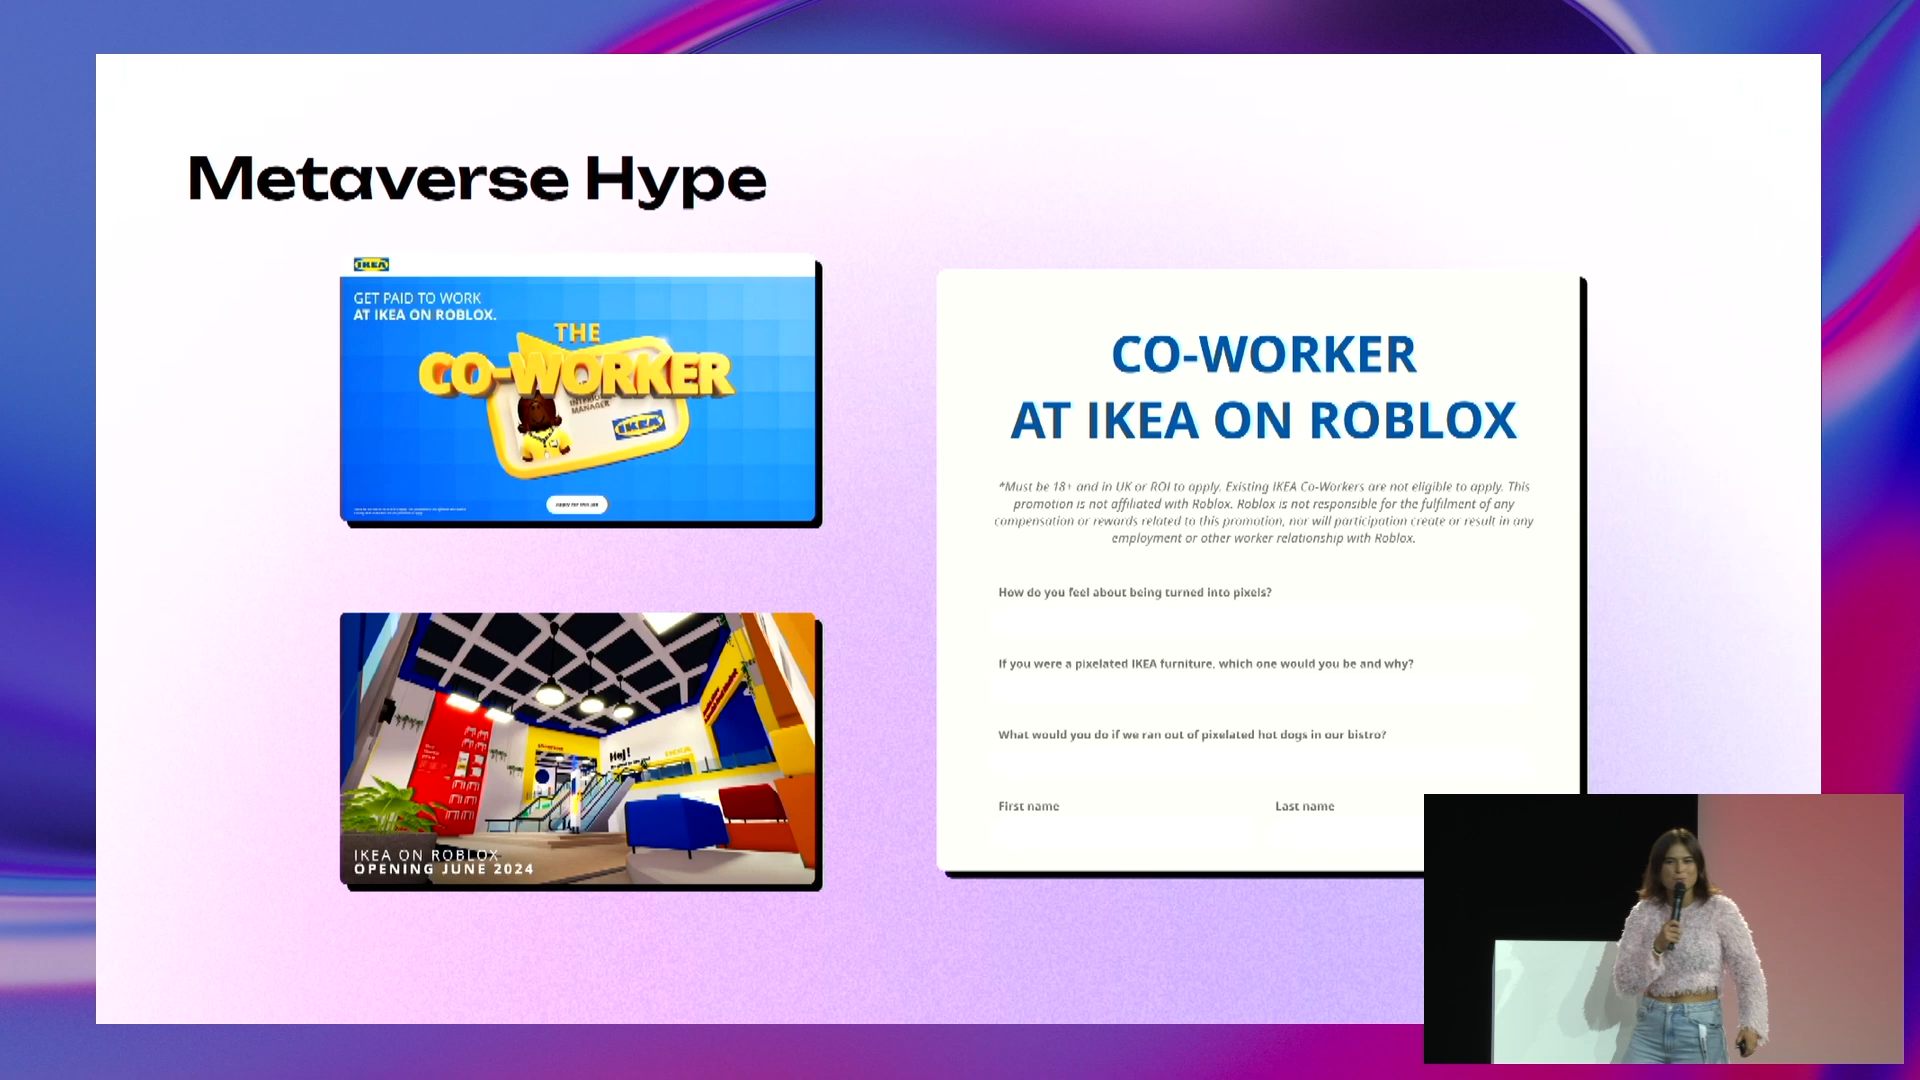 Metaverse Hype
IKEA
GET PAID TO WORK
AT IKEA ON ROBLOX.
THE
CO-WORKER
INTERIOR
MANAGER
IKEA
IKEA ON ROBLOX
OPENING JUNE 2024
Hej!
CO-WORKER
AT IKEA ON ROBLOX
*Must be 18+ and in UK or ROI to apply. Existing IKEA Co-Workers are not eligible to apply. This
promotion is not affiliated with Roblox. Roblox is not responsible for the fulfilment of any
compensation or rewards related to this promotion, nor will participation create or result in any
employment or other worker relationship with Roblox.
How do you feel about being turned into pixels?
If you were a pixelated IKEA furniture, which one would you be and why?
What would you do if we ran out of pixelated hot dogs in our bistro?
First name
Last name